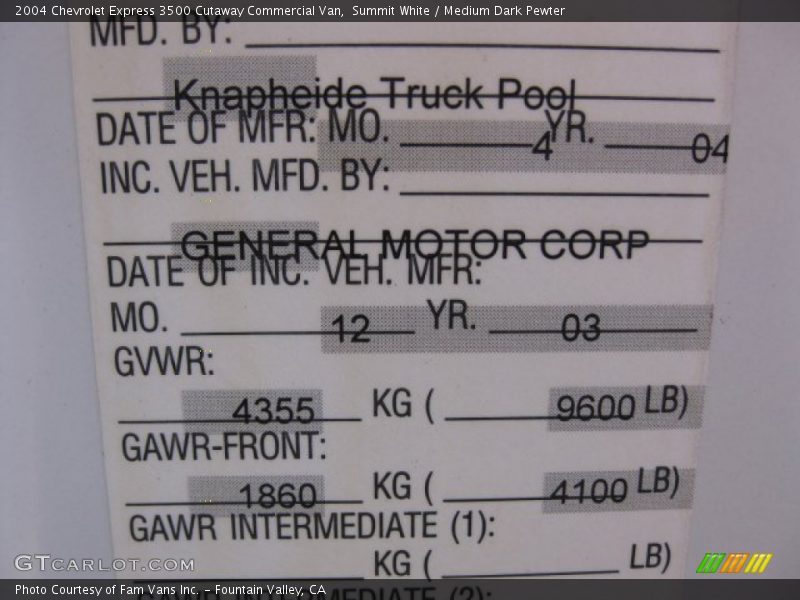 2004 Chevrolet Express 3500 Cutaway Commercial Van,  Summit White / Medium Dark Pewter
MFD. BY:
Knapheide Truck Pool
DATE OF MFR: MO. 4 YR. 04
INC. VEH. MFD. BY:
GENERAL MOTOR CORP
DATE OF INC. VEH. MFR:
MO. 12 YR. 03
GVWR:
4355 KG ( 9600 LB)
GAWR-FRONT:
1860 KG ( 4100 LB)
GAWR INTERMEDIATE (1):
KG ( LB)
GAWR INTERMEDIATE (2):
GTCARLOT.COM
Photo Courtesy of Fam Vans Inc. – Fountain Valley, CA